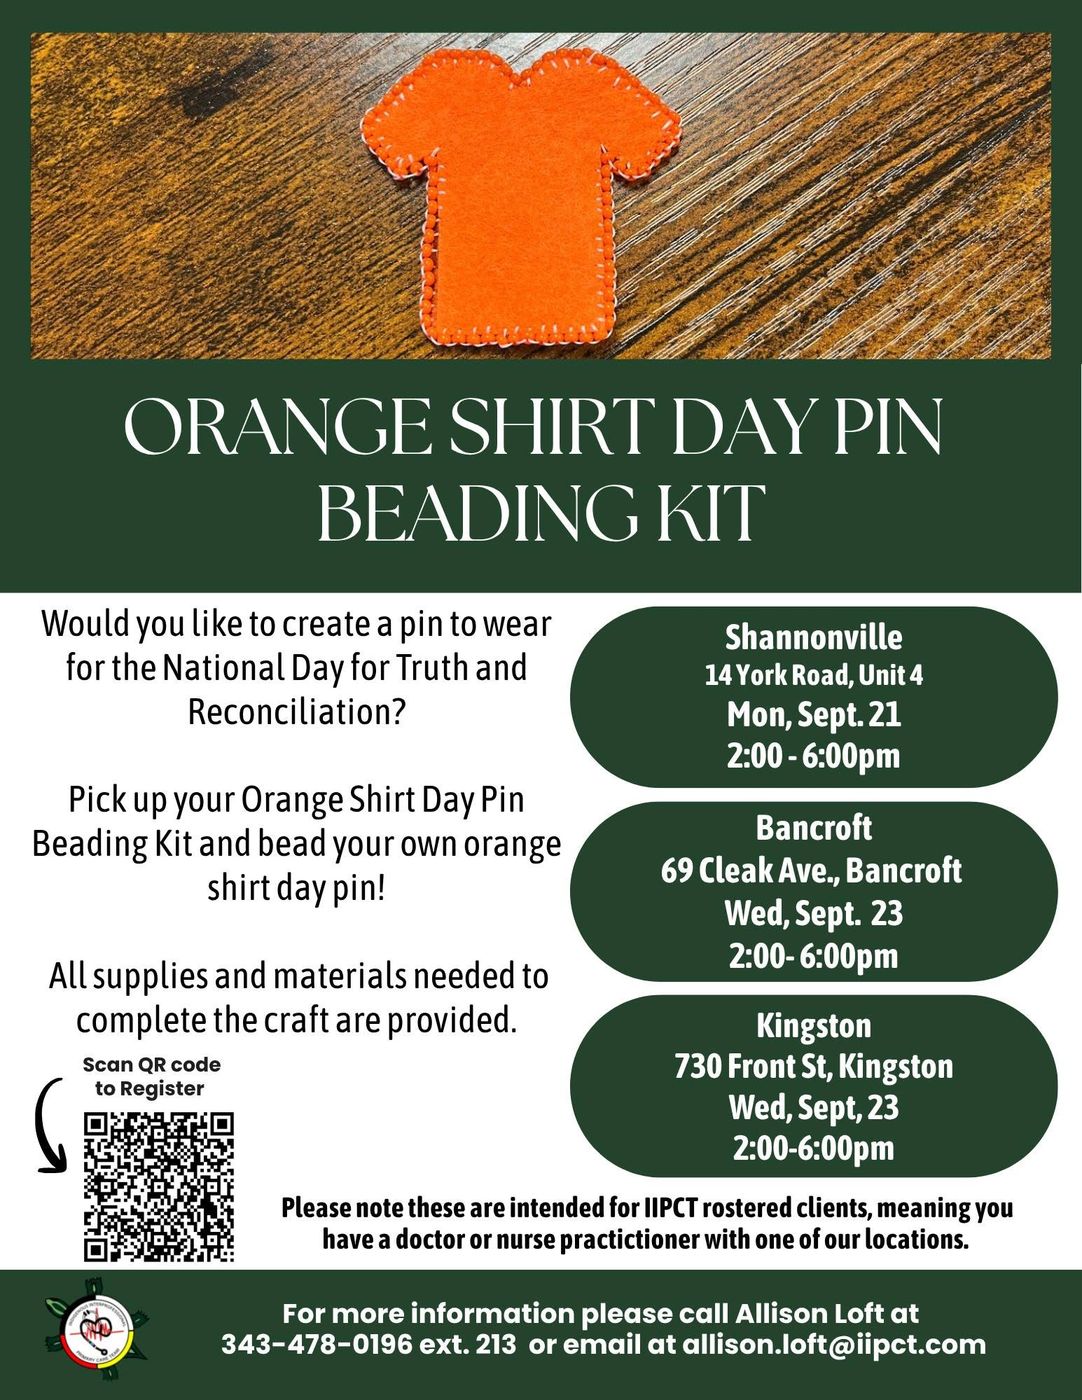 ORANGE SHIRT DAY PIN
BEADING KIT
Would you like to create a pin to wear
for the National Day for Truth and
Reconciliation?
Pick up your Orange Shirt Day Pin
Beading Kit and bead your own orange
shirt day pin!
All supplies and materials needed to
complete the craft are provided.
Scan QR code
to Register
Shannonville
14 York Road, Unit 4
Mon, Sept. 21
2:00 - 6:00pm
Bancroft
69 Cleak Ave., Bancroft
Wed, Sept. 23
2:00- 6:00pm
Kingston
730 Front St, Kingston
Wed, Sept, 23
2:00-6:00pm
Please note these are intended for IIPCT rostered clients, meaning you
have a doctor or nurse practictioner with one of our locations.
INDIGENOUS INTERPROFESSIONAL
PRIMARY CARE TEAM
For more information please call Allison Loft at
343-478-0196 ext. 213 or email at allison.loft@iipct.com